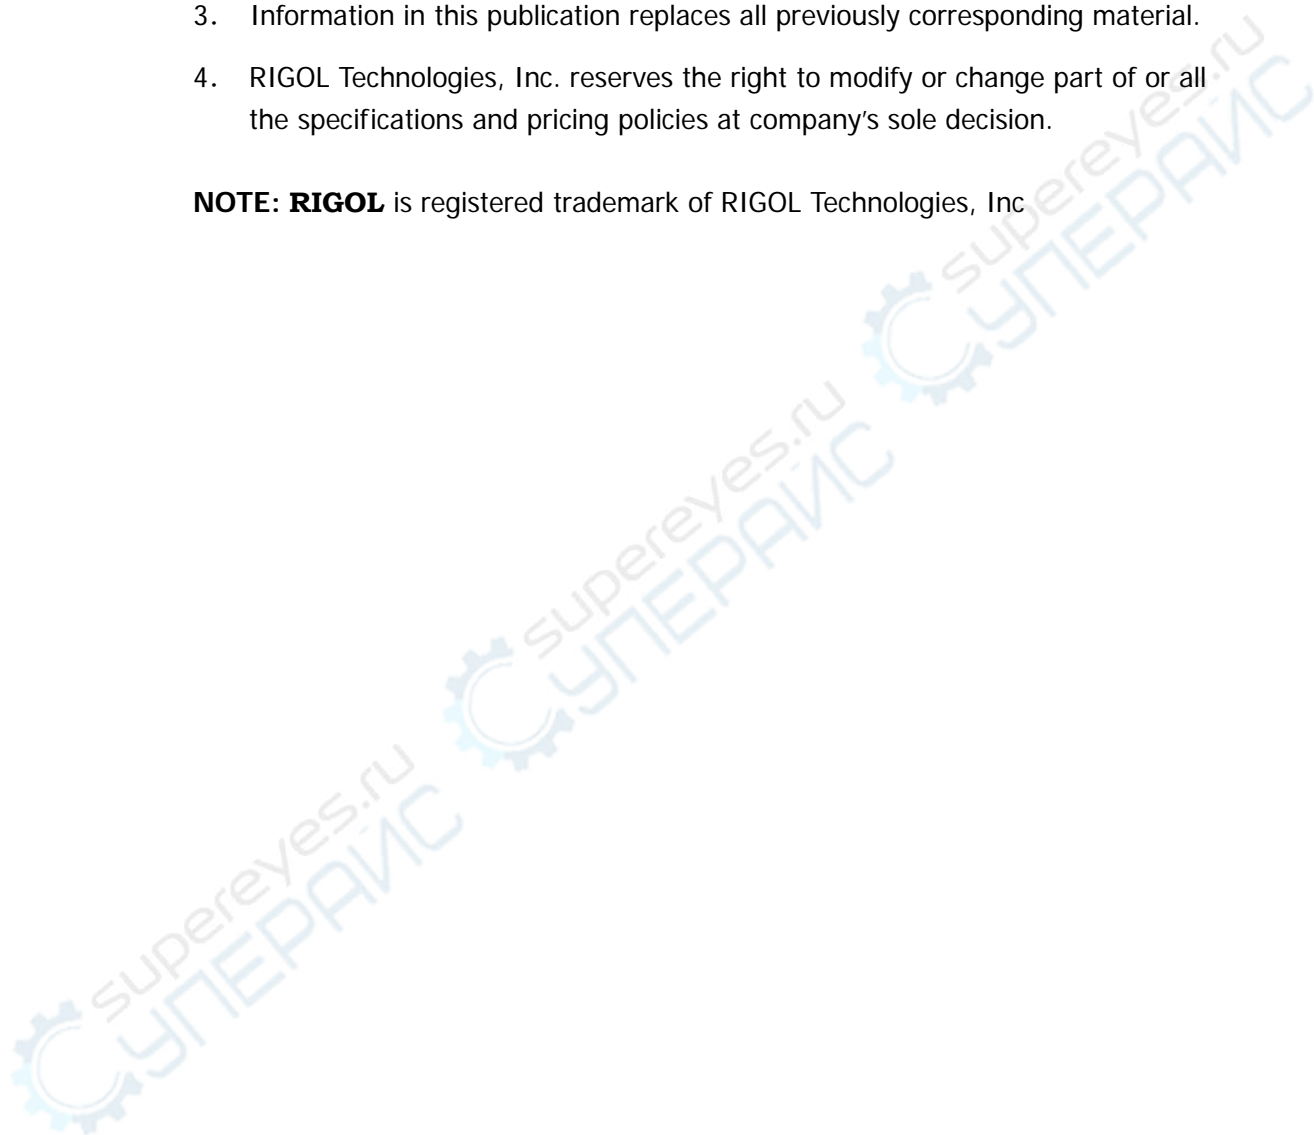 3. Information in this publication replaces all previously corresponding material.
4. RIGOL Technologies, Inc. reserves the right to modify or change part of or all
the specifications and pricing policies at company's sole decision.
NOTE: RIGOL is registered trademark of RIGOL Technologies, Inc
supereyes.ru
СУПЕРАЙС
supereyes.ru
СУПЕРАЙС
supereyes.ru
СУПЕРАЙС